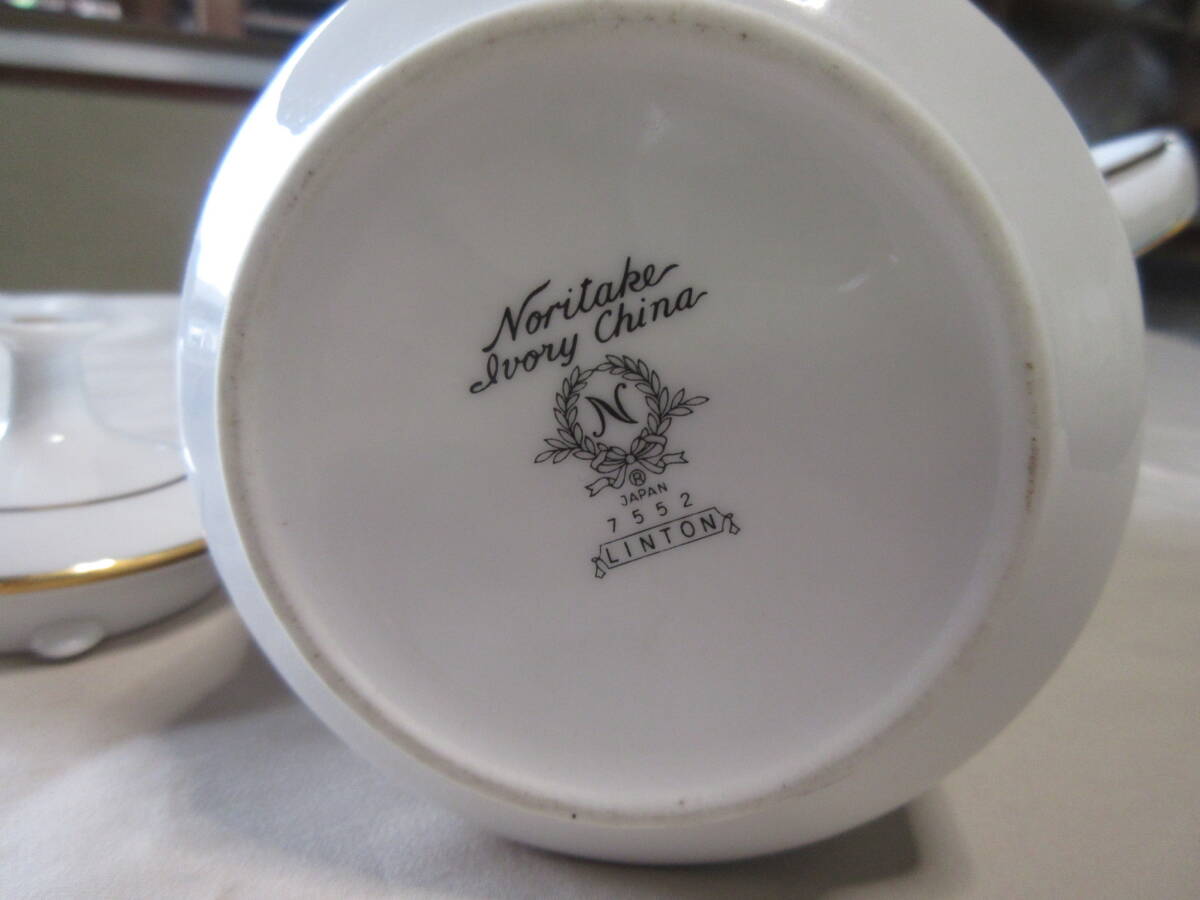 Noritake
Ivory China
N
®
JAPAN
7552
LINTON